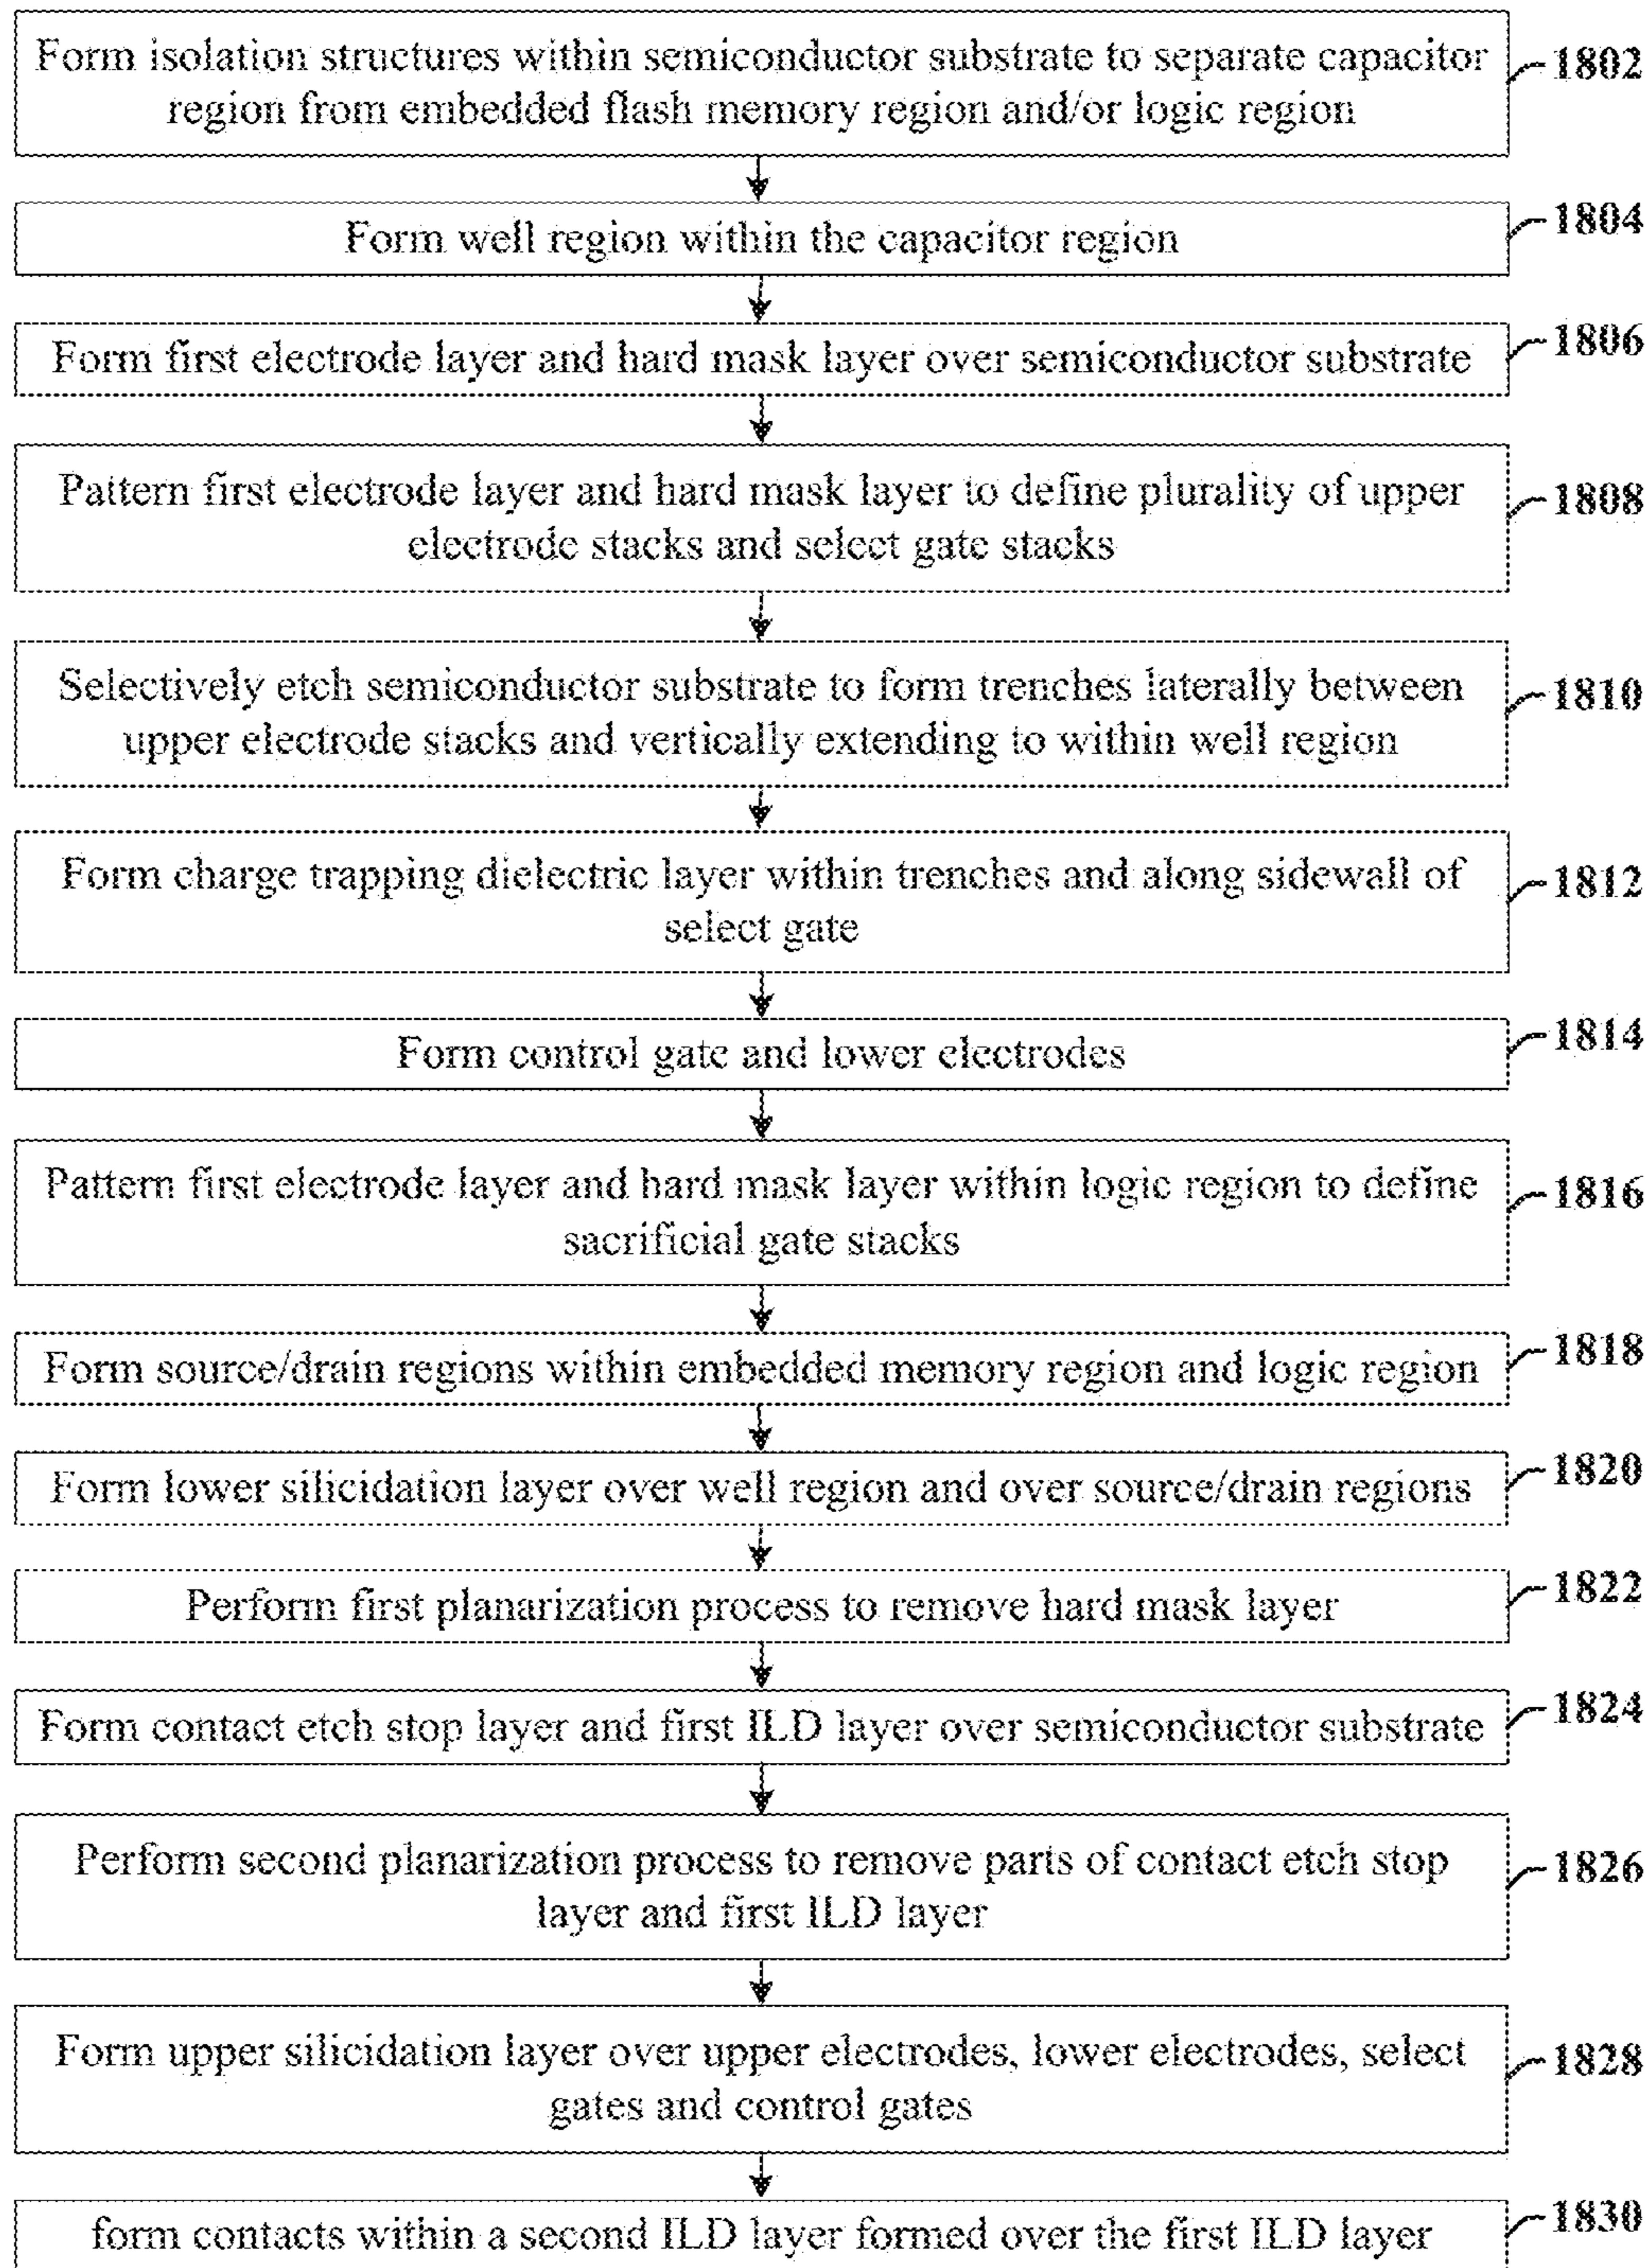 Form isolation structures within semiconductor substrate to separate capacitor
region from embedded flash memory region and/or logic region
1802
Form well region within the capacitor region
1804
Form first electrode layer and hard mask layer over semiconductor substrate
1806
Pattern first electrode layer and hard mask layer to define plurality of upper
electrode stacks and select gate stacks
1808
Selectively etch semiconductor substrate to form trenches laterally between
upper electrode stacks and vertically extending to within well region
1810
Form charge trapping dielectric layer within trenches and along sidewall of
select gate
1812
Form control gate and lower electrodes
1814
Pattern first electrode layer and hard mask layer within logic region to define
sacrificial gate stacks
1816
Form source/drain regions within embedded memory region and logic region
1818
Form lower silicidation layer over well region and over source/drain regions
1820
Perform first planarization process to remove hard mask layer
1822
Form contact etch stop layer and first ILD layer over semiconductor substrate
1824
Perform second planarization process to remove parts of contact etch stop
layer and first ILD layer
1826
Form upper silicidation layer over upper electrodes, lower electrodes, select
gates and control gates
1828
form contacts within a second ILD layer formed over the first ILD layer
1830